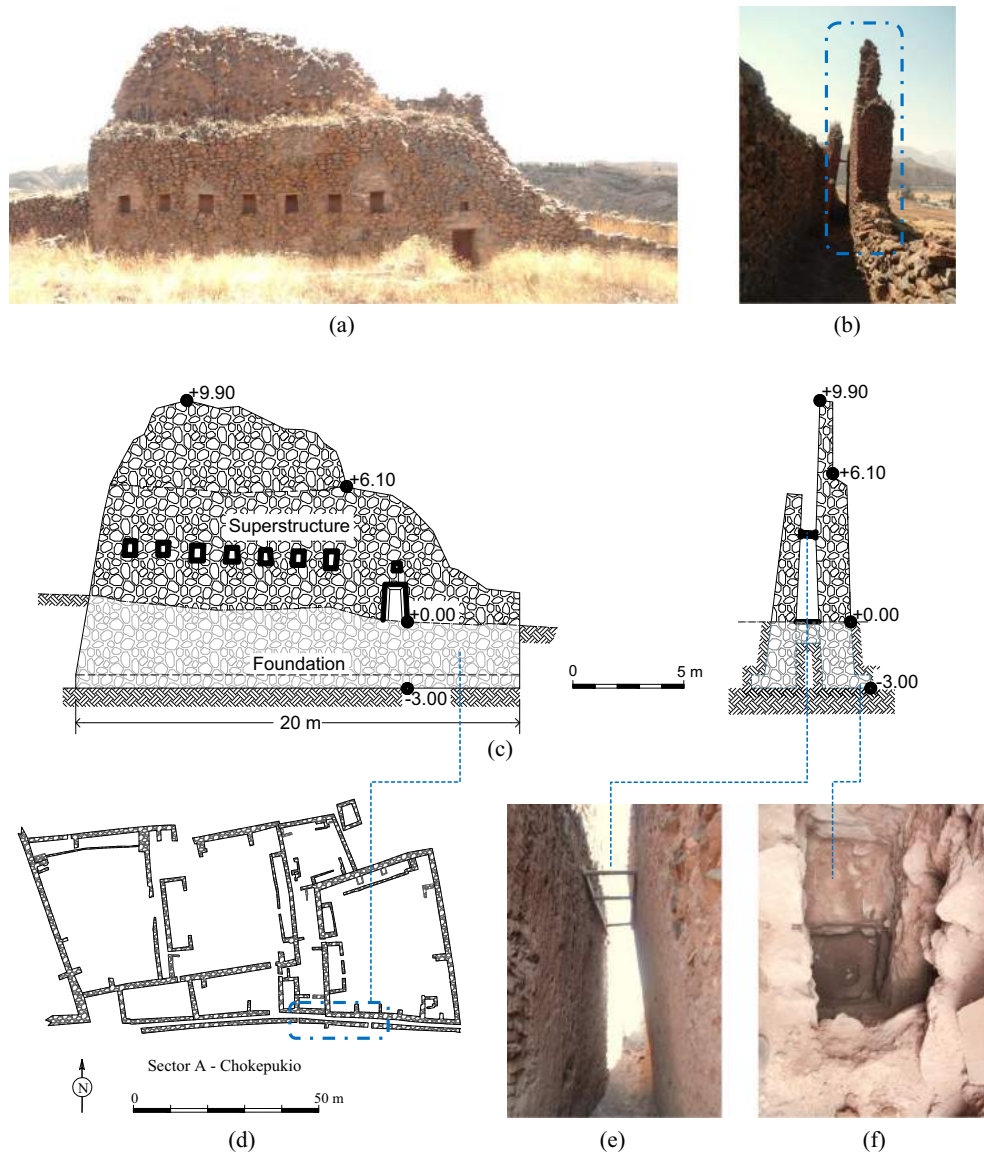 (a)
(b)
+9.90
+6.10
Superstructure
+0.00
Foundation
-3.00
20 m
+9.90
+6.10
+0.00
-3.00
0 5 m
(c)
Sector A - Chokepukio
N
0 50 m
(d)
(e)
(f)